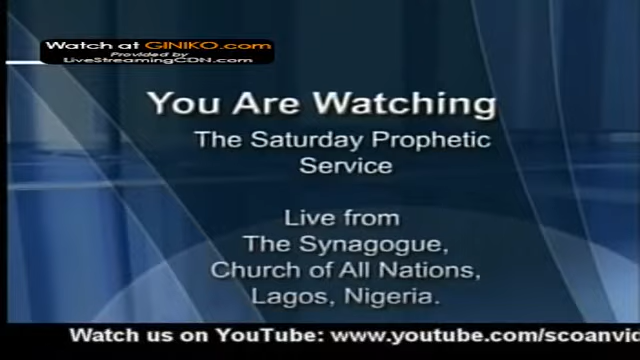 Watch at GINIKO.com
Provided by
LiveStreamingCDN.com
You Are Watching
The Saturday Prophetic
Service
Live from
The Synagogue,
Church of All Nations,
Lagos, Nigeria.
Watch us on YouTube: www.youtube.com/scoanvid